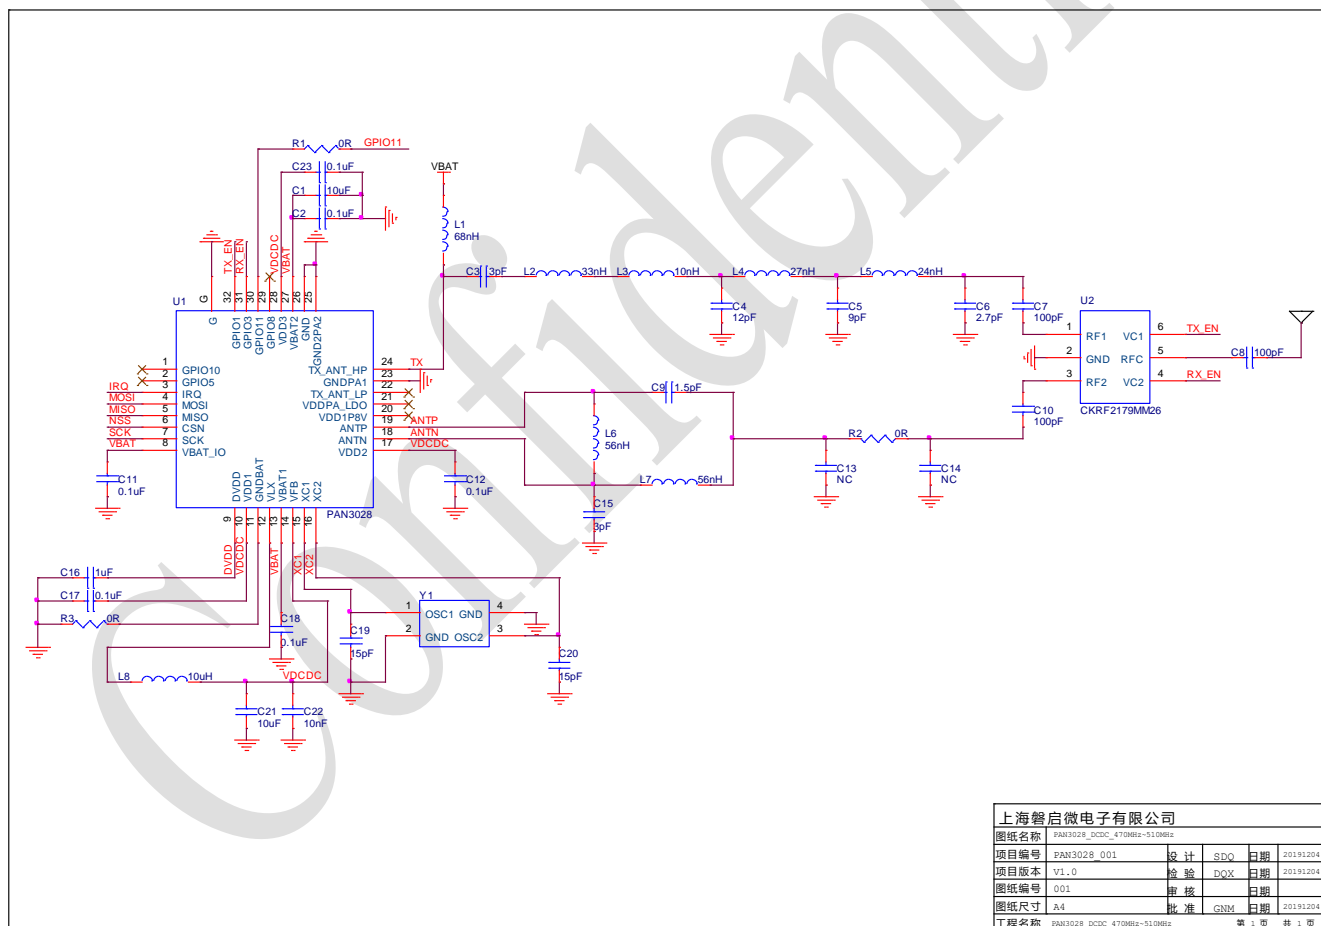 Confidenti
R1 0R GPIO11
C23 0.1uF
C1 10uF
C2 0.1uF
VBAT
L1
68nH
TX_EN
RX_EN
VDCDC
VBAT
C3 3pF L2 33nH L3 10nH L4 27nH L5 24nH
C4
12pF
C5
9pF
C6
2.7pF
C7
100pF
U1
G 32 31 30 29 28 27 26 25
G
GPIO1
GPIO3
GPIO11
GPIO8
VDD3
VBAT2
GND
GND2PA2
U2
1 RF1 VC1 6 TX_EN
2 GND RFC 5
3 RF2 VC2 4 RX_EN
CKRF2179MM26
C8 100pF
C10
100pF
1 GPIO10
2 GPIO5
IRQ 3 IRQ
MOSI 4 MOSI
MISO 5 MISO
NSS 6 CSN
SCK 7 SCK
VBAT 8 VBAT_IO
TX_ANT_HP 24 TX
GNDPA1 23
TX_ANT_LP 22
VDDPA_LDO 21
VDD1P8V 20
ANTP 19 ANTP
ANTN 18 ANTN
VDD2 17 VDCDC
C9 1.5pF
L6
56nH
L7 56nH
R2 0R
C13
NC
C14
NC
C15
3pF
C11
0.1uF
C12
0.1uF
DVDD
VDD1
GNDBAT
VLX
VBAT1
VFB
XC1
XC2
PAN3028
9 10 11 12 13 14 15 16
DVDD
VDCDC
VBAT
XC1
XC2
C16 1uF
C17 0.1uF
R3 0R
C18
0.1uF
C19
15pF
Y1
1 OSC1 GND 4
2 GND OSC2 3
C20
15pF
L8 10uH VDCDC
C21
10uF
C22
10nF
上海磐启微电子有限公司
图纸名称 PAN3028_DCDC_470MHz~510MHz
项目编号 PAN3028_001 设 计 SDQ 日期 20191204
项目版本 V1.0 检 验 DQX 日期 20191204
图纸编号 001 审 核 日期
图纸尺寸 A4 批 准 GNM 日期 20191204
工程名称 PAN3028_DCDC_470MHz~510MHz 第 1 页 共 1 页